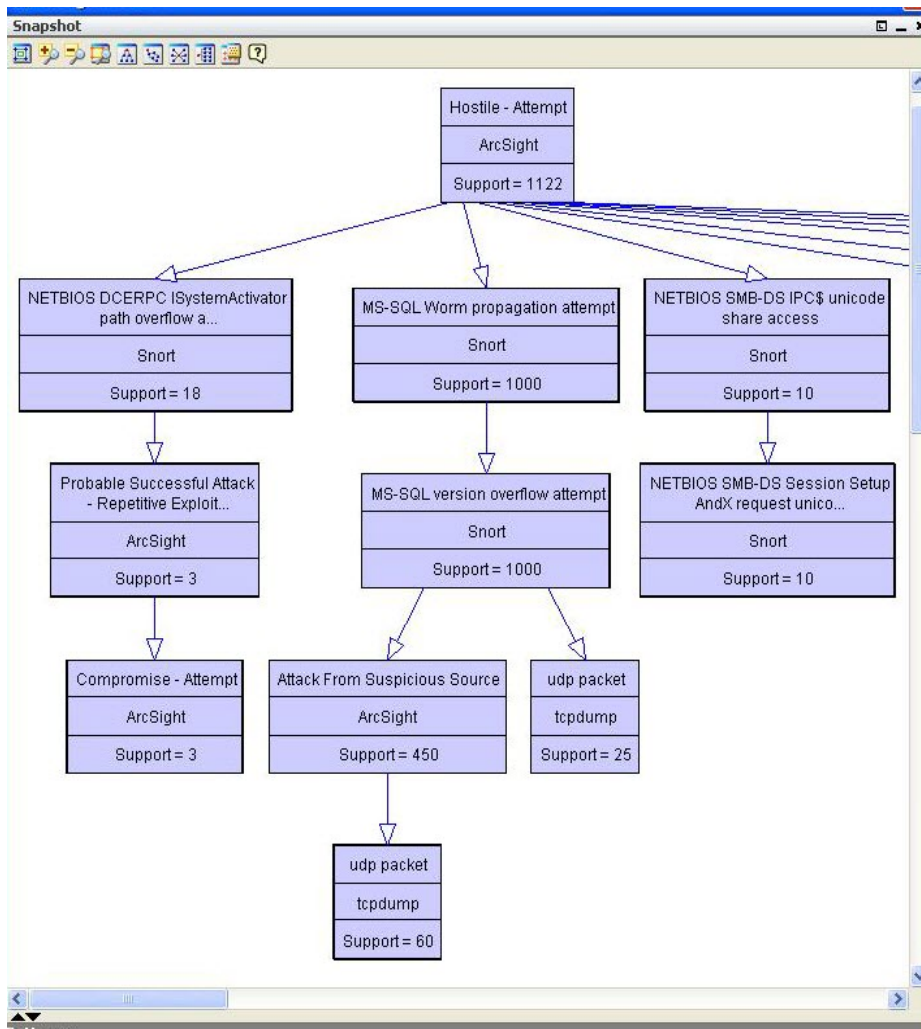 Snapshot
Hostile - Attempt
ArcSight
Support = 1122
NETBIOS DCERPC ISystemActivator
path overflow a...
Snort
Support = 18
MS-SQL Worm propagation attempt
Snort
Support = 1000
NETBIOS SMB-DS IPC$ unicode
share access
Snort
Support = 10
Probable Successful Attack
- Repetitive Exploit...
ArcSight
Support = 3
MS-SQL version overflow attempt
Snort
Support = 1000
NETBIOS SMB-DS Session Setup
AndX request unico...
Snort
Support = 10
Compromise - Attempt
ArcSight
Support = 3
Attack From Suspicious Source
ArcSight
Support = 450
udp packet
tcpdump
Support = 25
udp packet
tcpdump
Support = 60